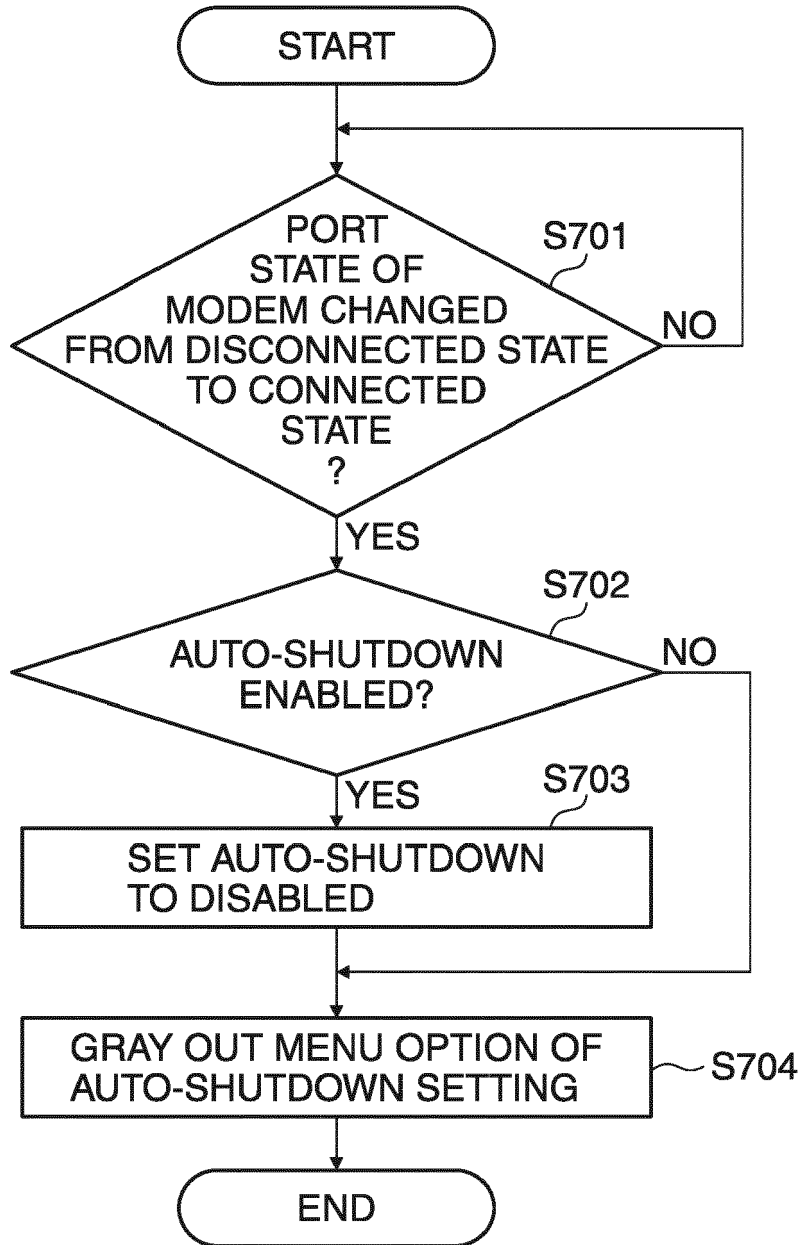 START
PORT
STATE OF
MODEM CHANGED
FROM DISCONNECTED STATE
TO CONNECTED
STATE
?
S701
NO
YES
S702
AUTO-SHUTDOWN
ENABLED?
NO
YES
S703
SET AUTO-SHUTDOWN
TO DISABLED
GRAY OUT MENU OPTION OF
AUTO-SHUTDOWN SETTING
S704
END